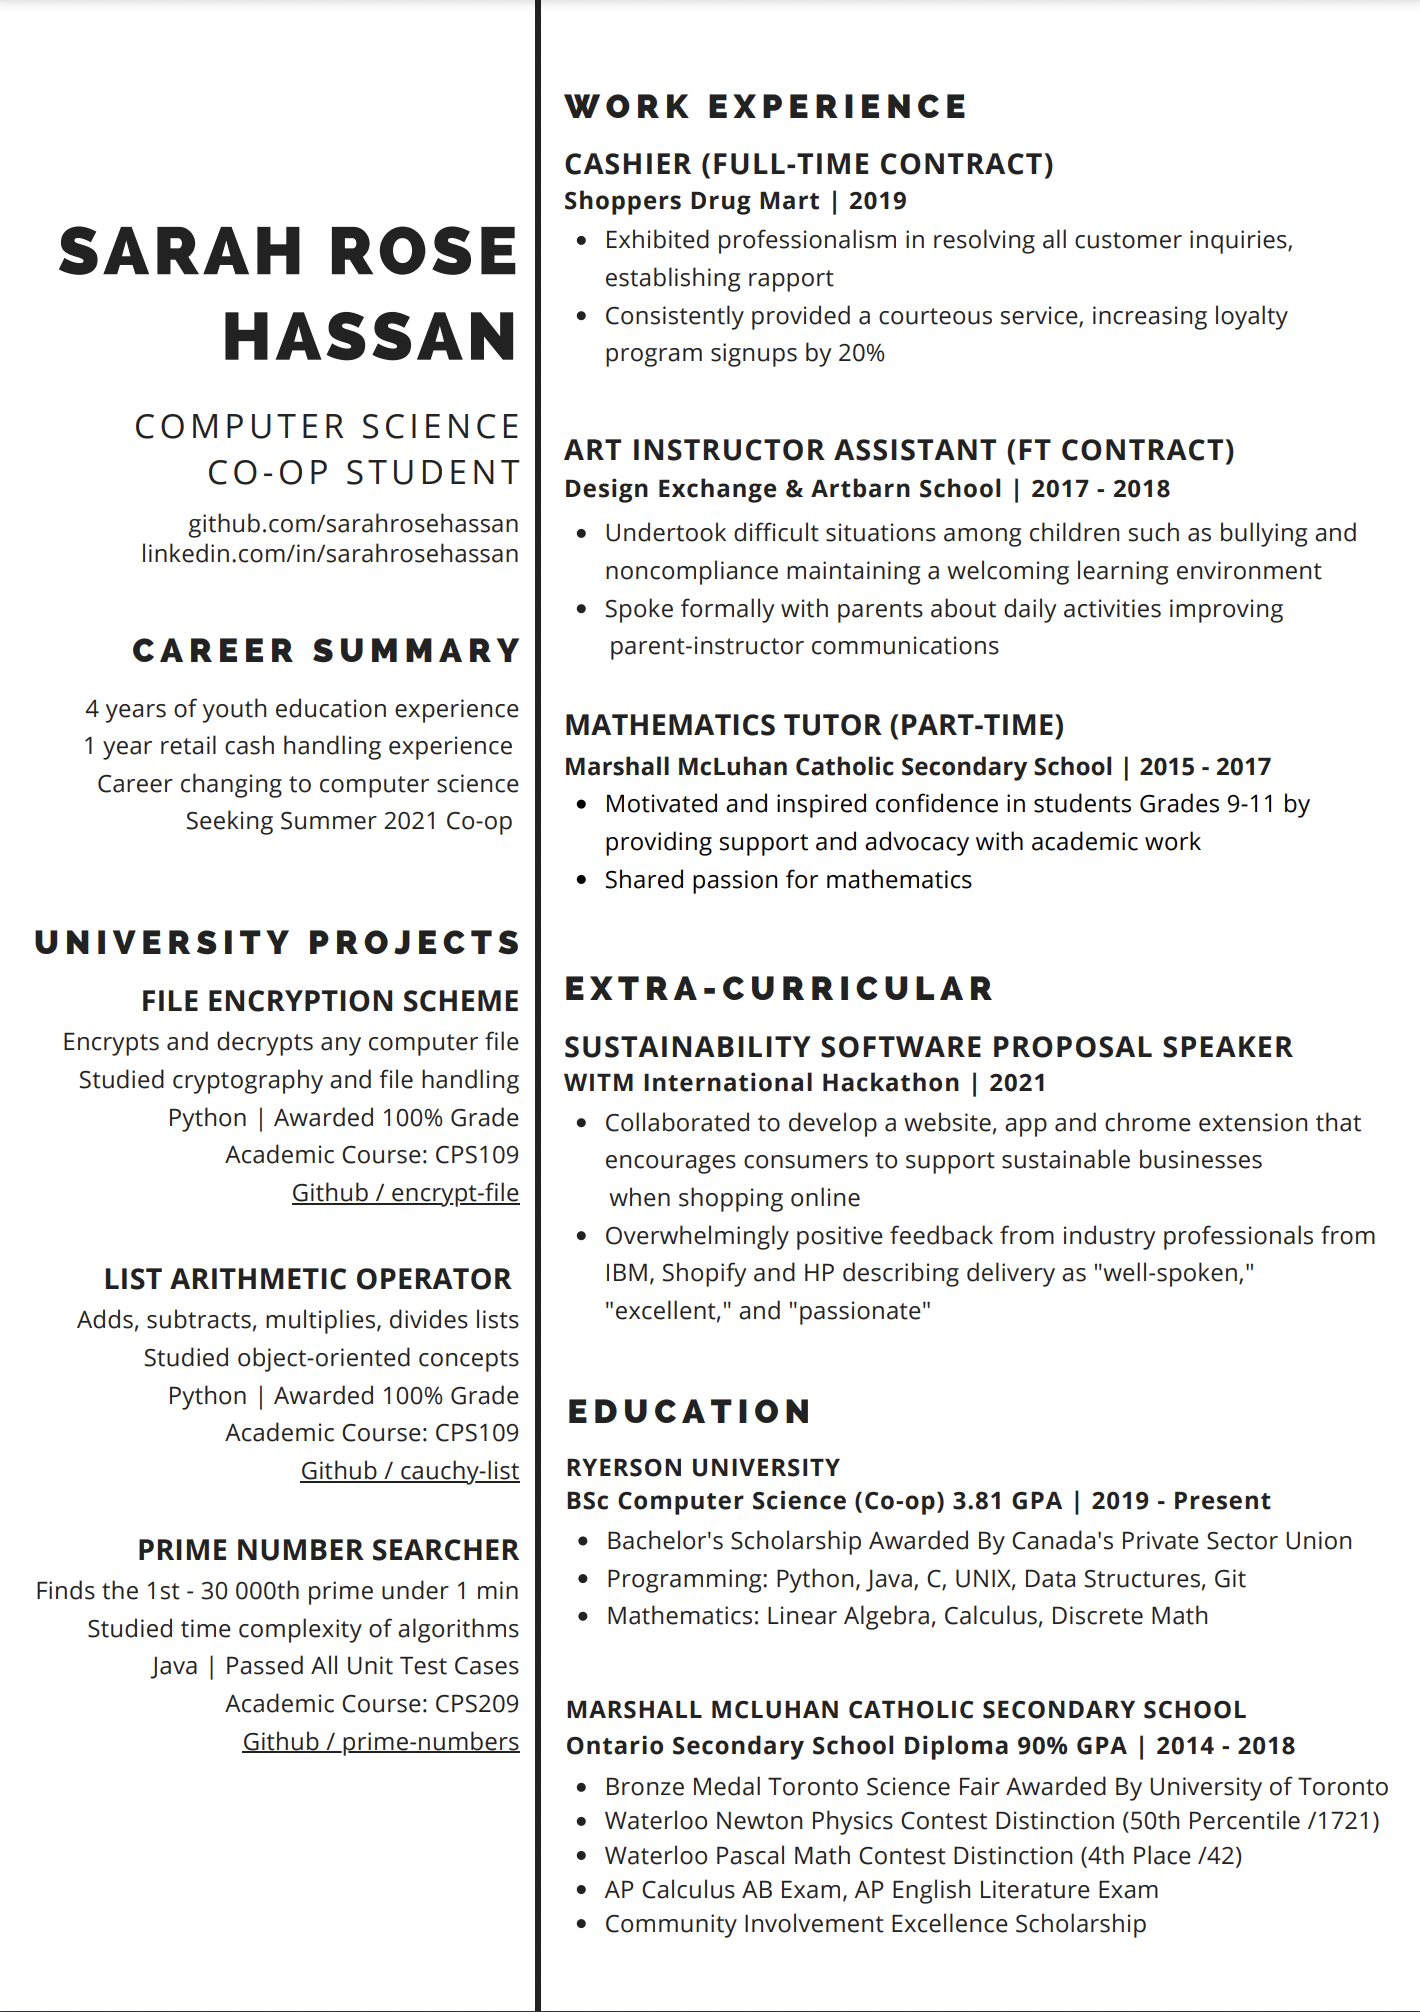 SARAH ROSE
HASSAN
COMPUTER SCIENCE
CO-OP STUDENT
github.com/sarahrosehassan
linkedin.com/in/sarahrosehassan
CAREER SUMMARY
4 years of youth education experience
1 year retail cash handling experience
Career changing to computer science
Seeking Summer 2021 Co-op
UNIVERSITY PROJECTS
FILE ENCRYPTION SCHEME
Encrypts and decrypts any computer file
Studied cryptography and file handling
Python | Awarded 100% Grade
Academic Course: CPS109
Github / encrypt-file
LIST ARITHMETIC OPERATOR
Adds, subtracts, multiplies, divides lists
Studied object-oriented concepts
Python | Awarded 100% Grade
Academic Course: CPS109
Github / cauchy-list
PRIME NUMBER SEARCHER
Finds the 1st - 30 000th prime under 1 min
Studied time complexity of algorithms
Java | Passed All Unit Test Cases
Academic Course: CPS209
Github / prime-numbers
WORK EXPERIENCE
CASHIER (FULL-TIME CONTRACT)
Shoppers Drug Mart | 2019
• Exhibited professionalism in resolving all customer inquiries,
establishing rapport
• Consistently provided a courteous service, increasing loyalty
program signups by 20%
ART INSTRUCTOR ASSISTANT (FT CONTRACT)
Design Exchange & Artbarn School | 2017 - 2018
• Undertook difficult situations among children such as bullying and
noncompliance maintaining a welcoming learning environment
• Spoke formally with parents about daily activities improving
parent-instructor communications
MATHEMATICS TUTOR (PART-TIME)
Marshall McLuhan Catholic Secondary School | 2015 - 2017
• Motivated and inspired confidence in students Grades 9-11 by
providing support and advocacy with academic work
• Shared passion for mathematics
EXTRA-CURRICULAR
SUSTAINABILITY SOFTWARE PROPOSAL SPEAKER
WITM International Hackathon | 2021
• Collaborated to develop a website, app and chrome extension that
encourages consumers to support sustainable businesses
when shopping online
• Overwhelmingly positive feedback from industry professionals from
IBM, Shopify and HP describing delivery as "well-spoken,"
"excellent," and "passionate"
EDUCATION
RYERSON UNIVERSITY
BSc Computer Science (Co-op) 3.81 GPA | 2019 - Present
• Bachelor's Scholarship Awarded By Canada's Private Sector Union
• Programming: Python, Java, C, UNIX, Data Structures, Git
• Mathematics: Linear Algebra, Calculus, Discrete Math
MARSHALL MCLUHAN CATHOLIC SECONDARY SCHOOL
Ontario Secondary School Diploma 90% GPA | 2014 - 2018
• Bronze Medal Toronto Science Fair Awarded By University of Toronto
• Waterloo Newton Physics Contest Distinction (50th Percentile /1721)
• Waterloo Pascal Math Contest Distinction (4th Place /42)
• AP Calculus AB Exam, AP English Literature Exam
• Community Involvement Excellence Scholarship